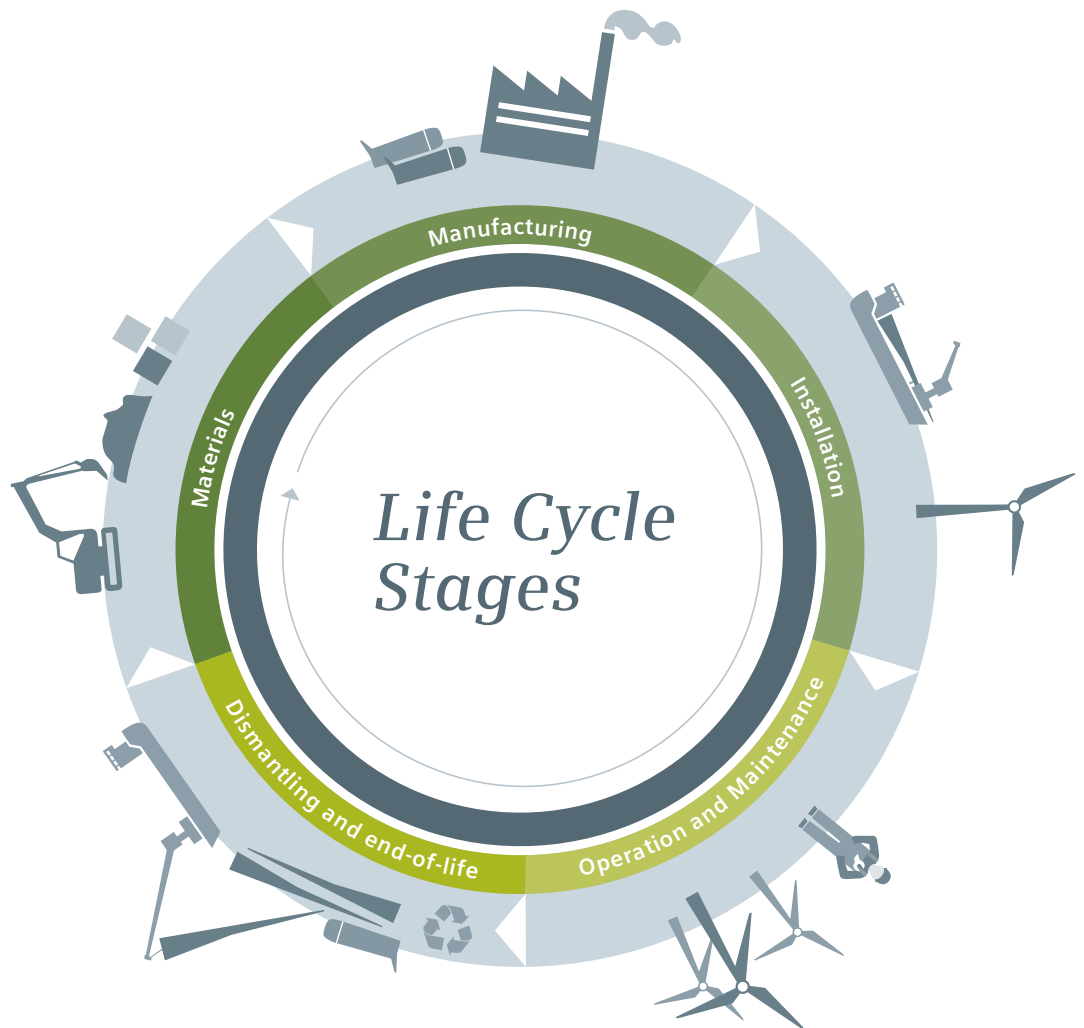 Life Cycle
Stages
Manufacturing
Installation
Operation and Maintenance
Dismantling and end-of-life
Materials